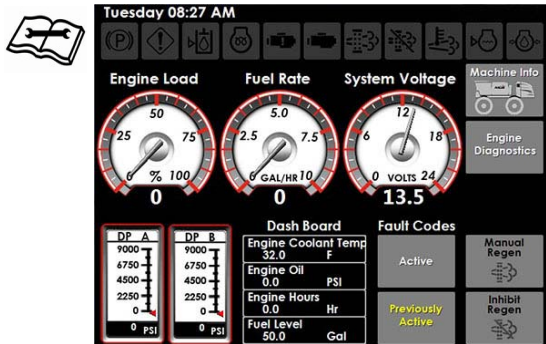 Tuesday 08:27 AM
(P)
Engine Load
Fuel Rate
System Voltage
Machine Info
50
5.0
12
25
75
2.5
7.5
6
18
Engine
Diagnostics
0
%
100
0
GAL/HR
10
0
VOLTS
24
0
0
13.5
Dash Board
Fault Codes
DP A
DP B
Engine Coolant Temp
32.0 F
Engine Oil
0.0 PSI
Engine Hours
0.0 Hr
Fuel Level
50.0 Gal
9000
6750
4500
2250
0
0 PSI
9000
6750
4500
2250
0
0 PSI
Active
Previously
Active
Manual
Regen
Inhibit
Regen